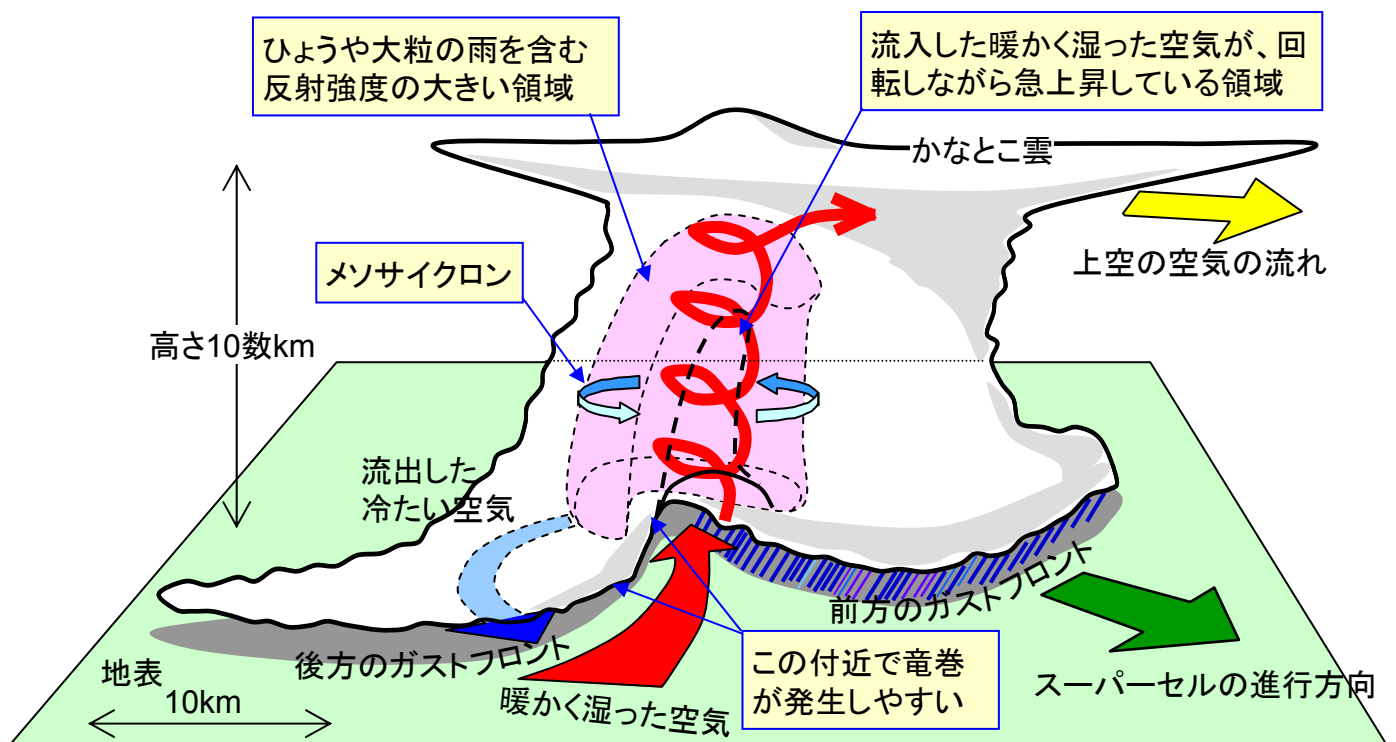 ひょうや大粒の雨を含む
反射強度の大きい領域
流入した暖かく湿った空気が、回
転しながら急上昇している領域
かなとこ雲
上空の空気の流れ
メソサイクロン
高さ10数km
流出した
冷たい空気
前方のガストフロント
後方のガストフロント
この付近で竜巻
が発生しやすい
スーパーセルの進行方向
地表
10km
暖かく湿った空気